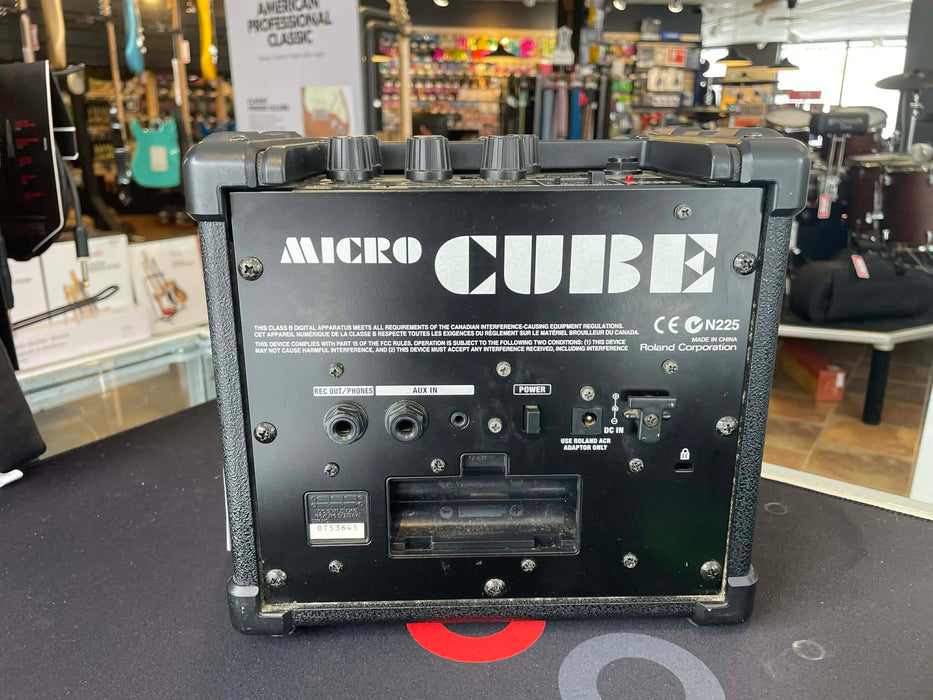 AMERICAN
PROFESSIONAL
CLASSIC
MICRO CUBE
THIS CLASS B DIGITAL APPARATUS MEETS ALL REQUIREMENTS OF THE CANADIAN INTERFERENCE-CAUSING EQUIPMENT REGULATIONS.
CET APPAREIL NUMÉRIQUE DE LA CLASSE B RESPECTE TOUTES LES EXIGENCES DU RÈGLEMENT SUR LE MATÉRIEL BROUILLEUR DU CANADA.
THIS DEVICE COMPLIES WITH PART 15 OF THE FCC RULES. OPERATION IS SUBJECT TO THE FOLLOWING TWO CONDITIONS: (1) THIS DEVICE
MAY NOT CAUSE HARMFUL INTERFERENCE, AND (2) THIS DEVICE MUST ACCEPT ANY INTERFERENCE RECEIVED, INCLUDING INTERFERENCE
CE N225
MADE IN CHINA
Roland Corporation
REC OUT/PHONES
AUX IN
POWER
DC IN
USE ROLAND ACR
ADAPTOR ONLY
OT53645